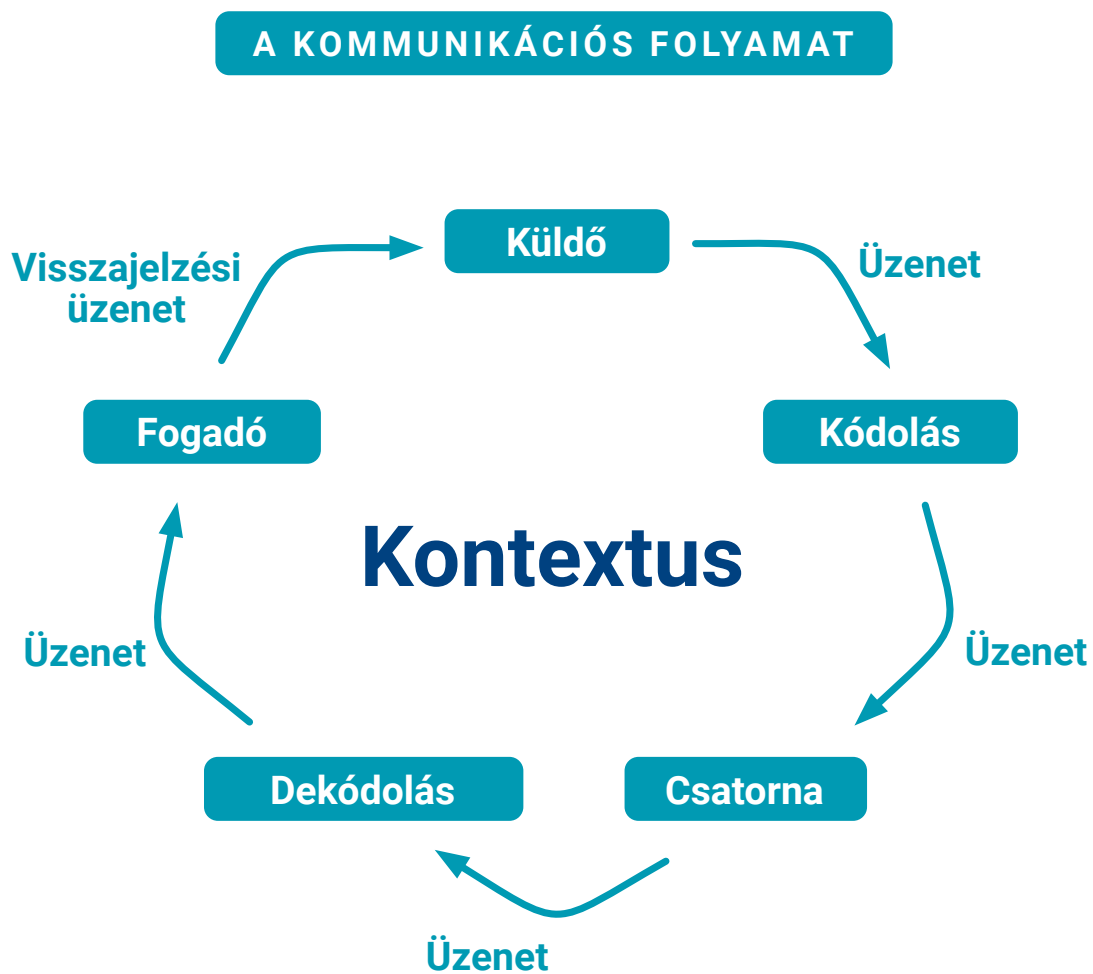 A KOMMUNIKÁCIÓS FOLYAMAT
Küldő
Üzenet
Kódolás
Üzenet
Csatorna
Üzenet
Dekódolás
Üzenet
Fogadó
Visszajelzési
üzenet
Kontextus